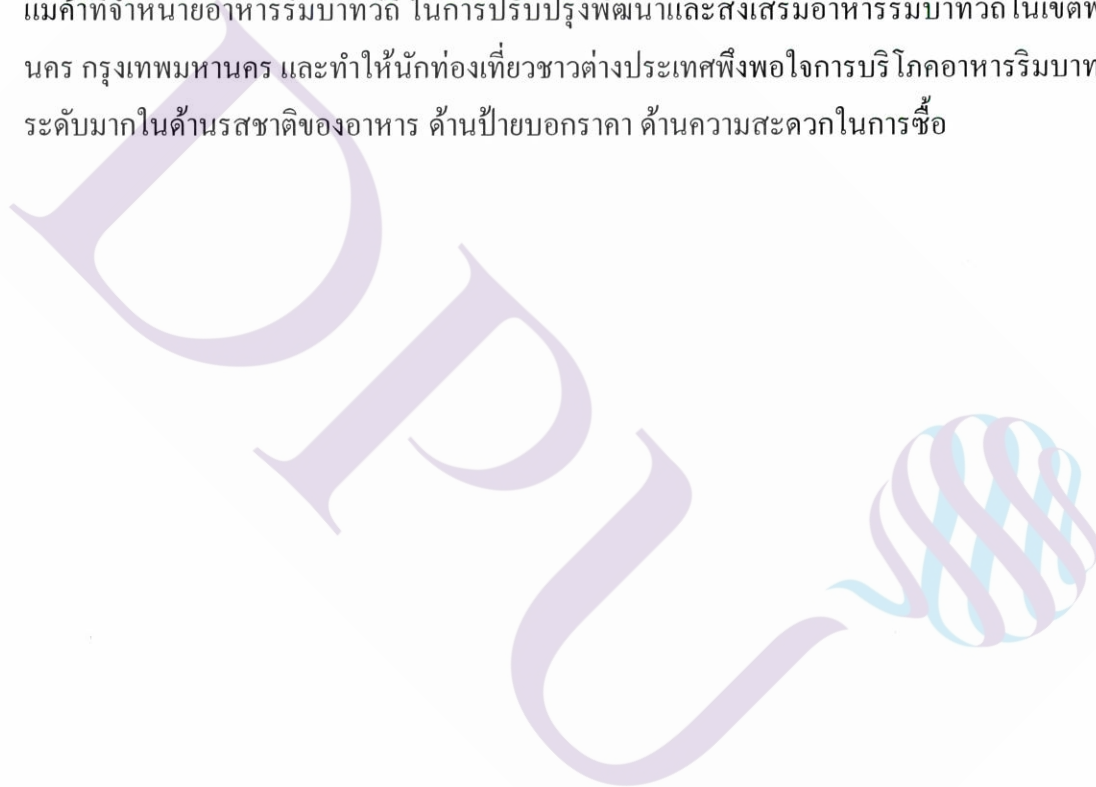 แม่ค้าที่จำหน่ายอาหารริมบาทวิถี ในการปรับปรุงพัฒนาและส่งเสริมอาหารริมบาทวิถีในเขตพ
นคร กรุงเทพมหานคร และทำให้นักท่องเที่ยวชาวต่างประเทศพึงพอใจการบริโภคอาหารริมบาท
ระดับมากในด้านรสชาติของอาหาร ด้านป้ายบอกราคา ด้านความสะดวกในการซื้อ
DPU